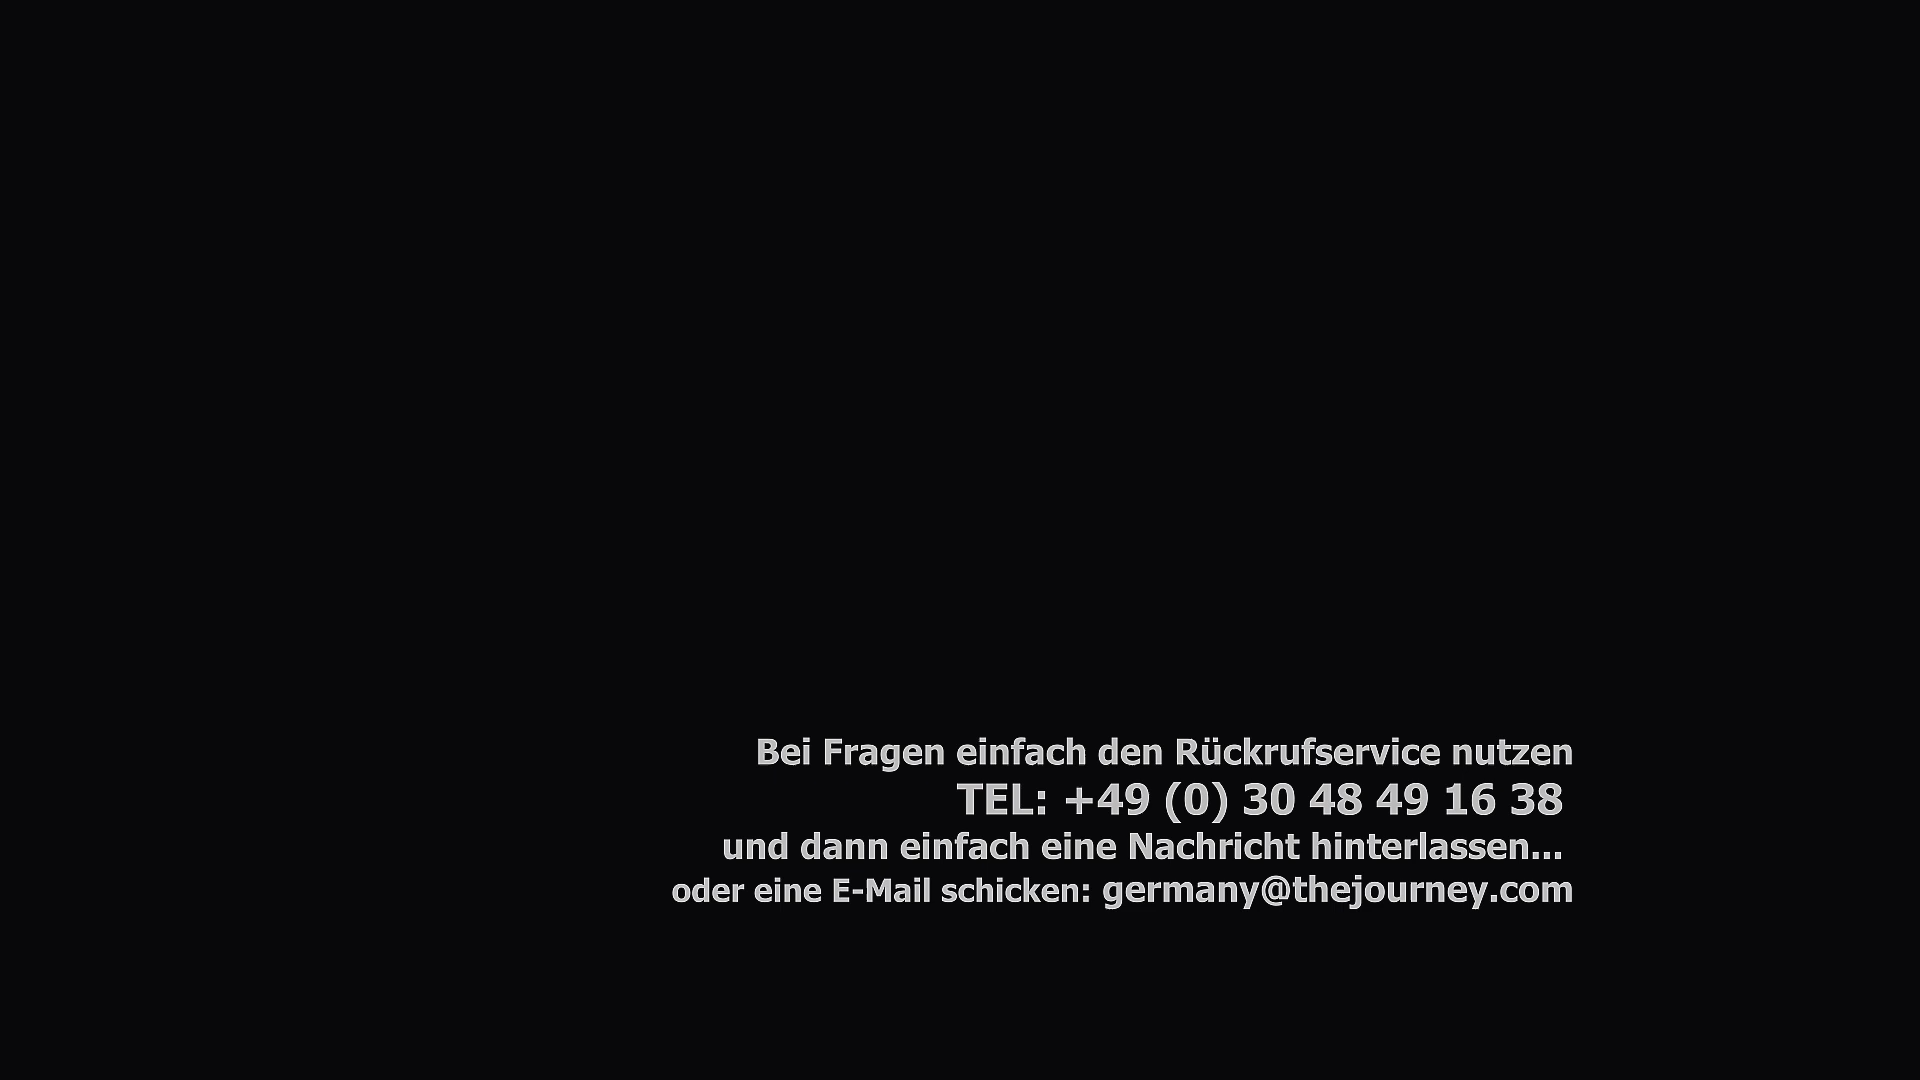 Bei Fragen einfach den Rückrufservice nutzen
TEL: +49 (0) 30 48 49 16 38
und dann einfach eine Nachricht hinterlassen...
oder eine E-Mail schicken: germany@thejourney.com